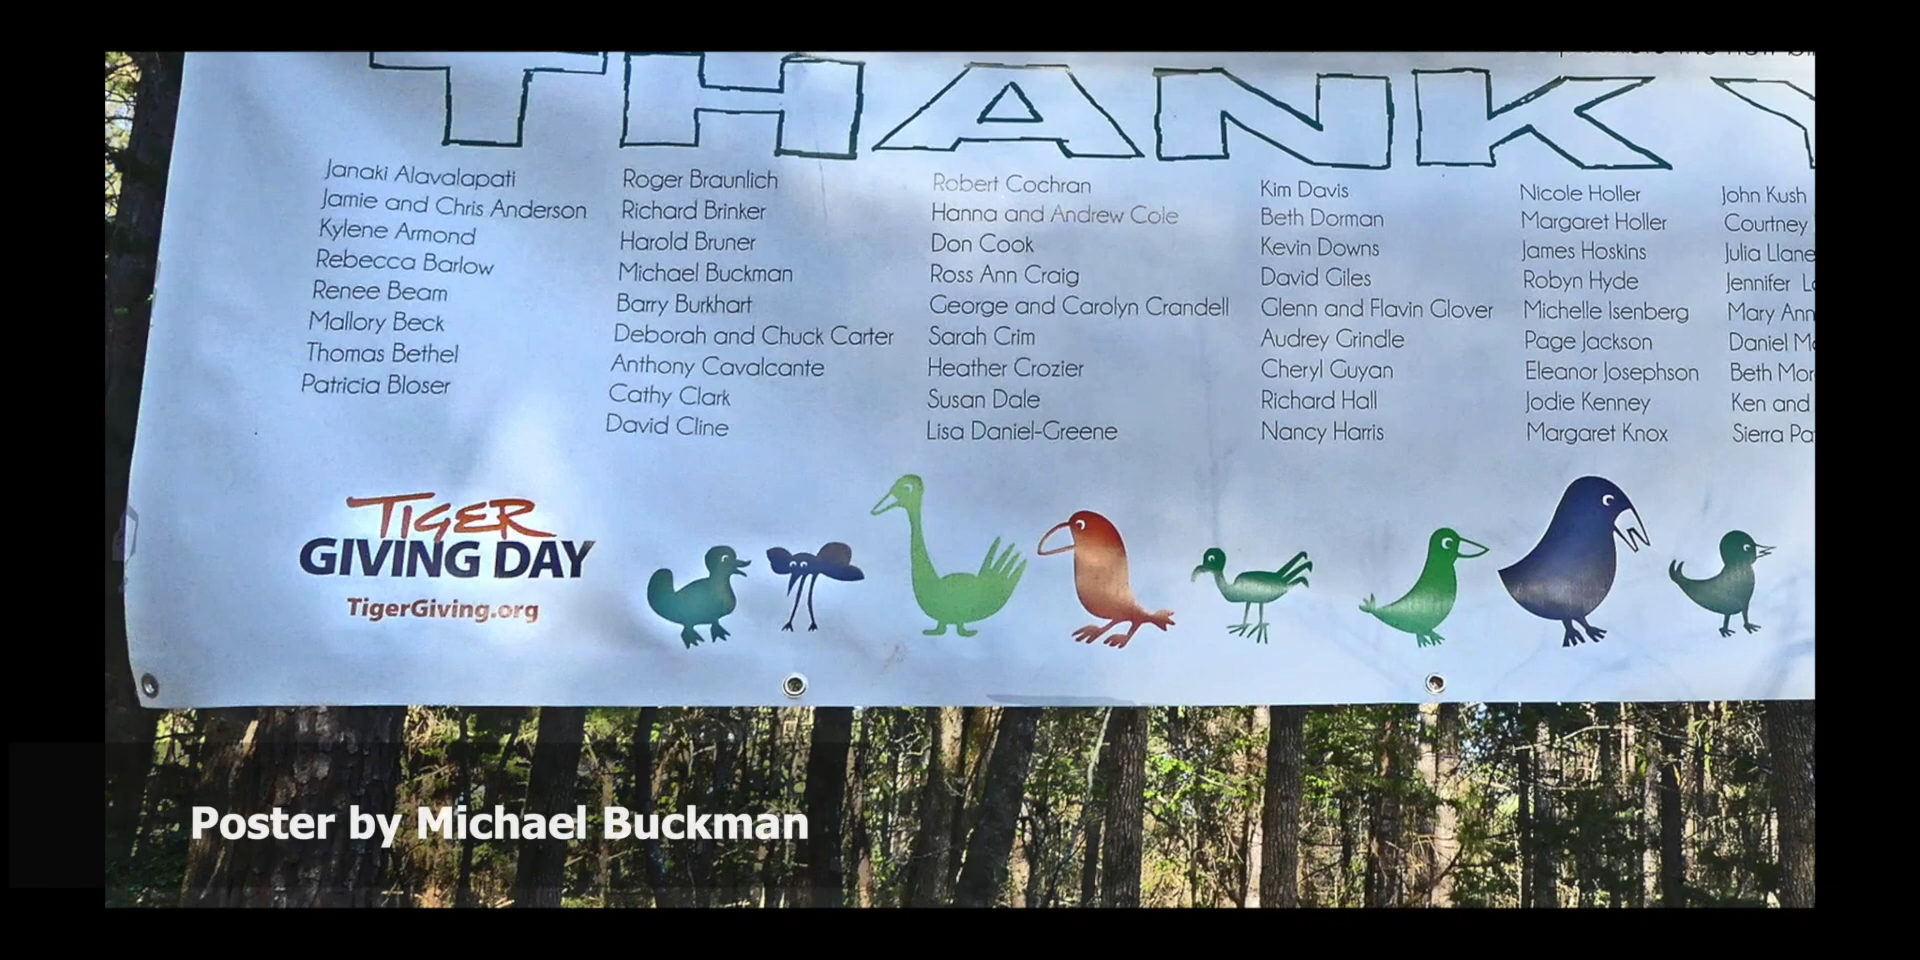 THANK
Janaki Alavalapati
Jamie and Chris Anderson
Kylene Armond
Rebecca Barlow
Renee Beam
Mallory Beck
Thomas Bethel
Patricia Bloser
Roger Braunlich
Richard Brinker
Harold Bruner
Michael Buckman
Barry Burkhart
Deborah and Chuck Carter
Anthony Cavalcante
Cathy Clark
David Cline
Robert Cochran
Hanna and Andrew Cole
Don Cook
Ross Ann Craig
George and Carolyn Crandell
Sarah Crim
Heather Crozier
Susan Dale
Lisa Daniel-Greene
Kim Davis
Beth Dorman
Kevin Downs
David Giles
Glenn and Flavin Glover
Audrey Grindle
Cheryl Guyan
Richard Hall
Nancy Harris
Nicole Holler
Margaret Holler
James Hoskins
Robyn Hyde
Michelle Isenberg
Page Jackson
Eleanor Josephson
Jodie Kenney
Margaret Knox
John Kush
Courtney
Julia
Jennifer
Mary Ann
Daniel
Beth
Ken and
Sierra
TIGER
GIVING DAY
TigerGiving.org
Poster by Michael Buckman